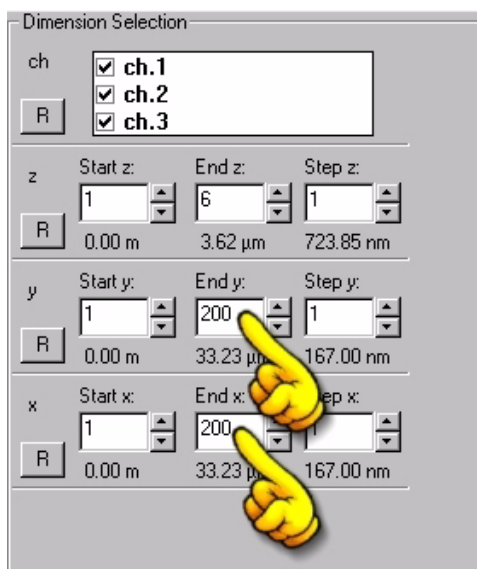 Dimension Selection
ch
ch.1
ch.2
ch.3
R
z
Start z:
End z:
Step z:
1
6
1
R
0.00 m
3.62 µm
723.85 nm
y
Start y:
End y:
Step y:
1
200
1
R
0.00 m
33.23
167.00 nm
x
Start x:
End x:
1
200
R
0.00 m
33.23
167.00 nm